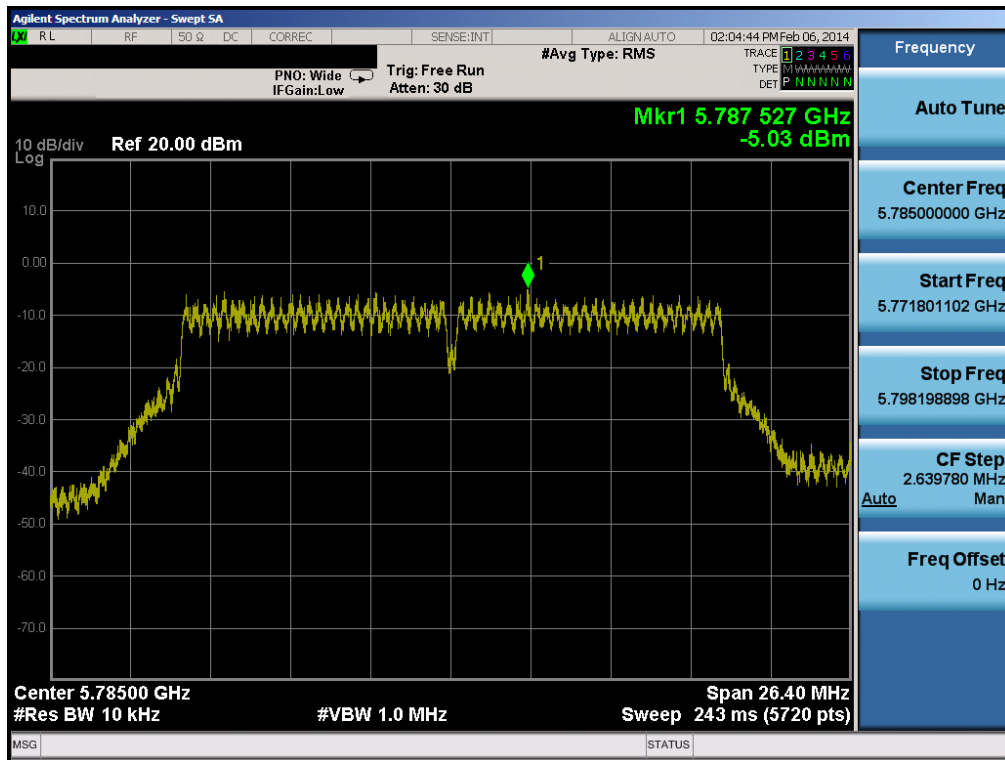 Agilent Spectrum Analyzer - Swept SA
LXI RL RF 50 Ω DC CORREC SENSE:INT ALIGN AUTO 02:04:44 PM Feb 06, 2014
#Avg Type: RMS
TRACE 1 2 3 4 5 6
PNO: Wide Trig: Free Run
TYPE M WWWWW
IFGain:Low Atten: 30 dB
DET P N N N N N
Mkr1 5.787 527 GHz
-5.03 dBm
10 dB/div Ref 20.00 dBm
Log
10.0
0.00
1
-10.0
-20.0
-30.0
-40.0
-50.0
-60.0
-70.0
Center 5.78500 GHz Span 26.40 MHz
#Res BW 10 kHz #VBW 1.0 MHz Sweep 243 ms (5720 pts)
MSG STATUS
Frequency
Auto Tune
Center Freq
5.785000000 GHz
Start Freq
5.771801102 GHz
Stop Freq
5.798198898 GHz
CF Step
2.639780 MHz
Auto Man
Freq Offset
0 Hz